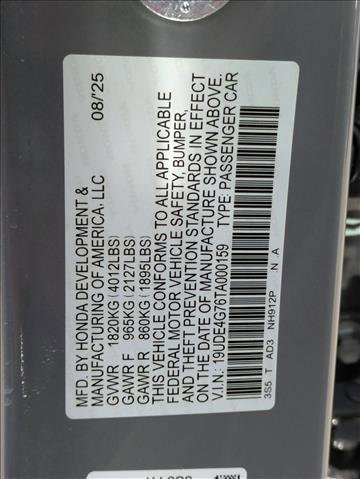 MFD. BY HONDA DEVELOPMENT &
MANUFACTURING OF AMERICA, LLC
08/'25
GVWR 1820KG (4012LBS)
GAWR F 965KG (2127LBS)
GAWR R 860KG (1895LBS)
THIS VEHICLE CONFORMS TO ALL APPLICABLE
FEDERAL MOTOR VEHICLE SAFETY, BUMPER,
AND THEFT PREVENTION STANDARDS IN EFFECT
ON THE DATE OF MANUFACTURE SHOWN ABOVE.
V.I.N.: 19UDE4G76TA000159 TYPE: PASSENGER CAR
3S5 T AD3 NH912P N A